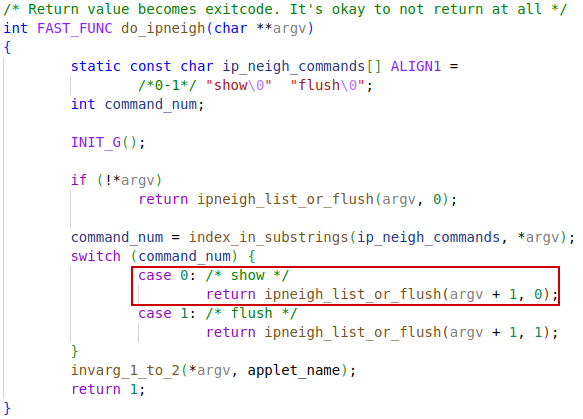 /* Return value becomes exitcode. It's okay to not return at all */
int FAST_FUNC do_ipneigh(char **argv)
{
        static const char ip_neigh_commands[] ALIGN1 =
                /*0-1*/ "show\0"  "flush\0";
        int command_num;

        INIT_G();

        if (!*argv)
                return ipneigh_list_or_flush(argv, 0);

        command_num = index_in_substrings(ip_neigh_commands, *argv);
        switch (command_num) {
                case 0: /* show */
                        return ipneigh_list_or_flush(argv + 1, 0);
                case 1: /* flush */
                        return ipneigh_list_or_flush(argv + 1, 1);
        }
        invarg_1_to_2(*argv, applet_name);
        return 1;
}